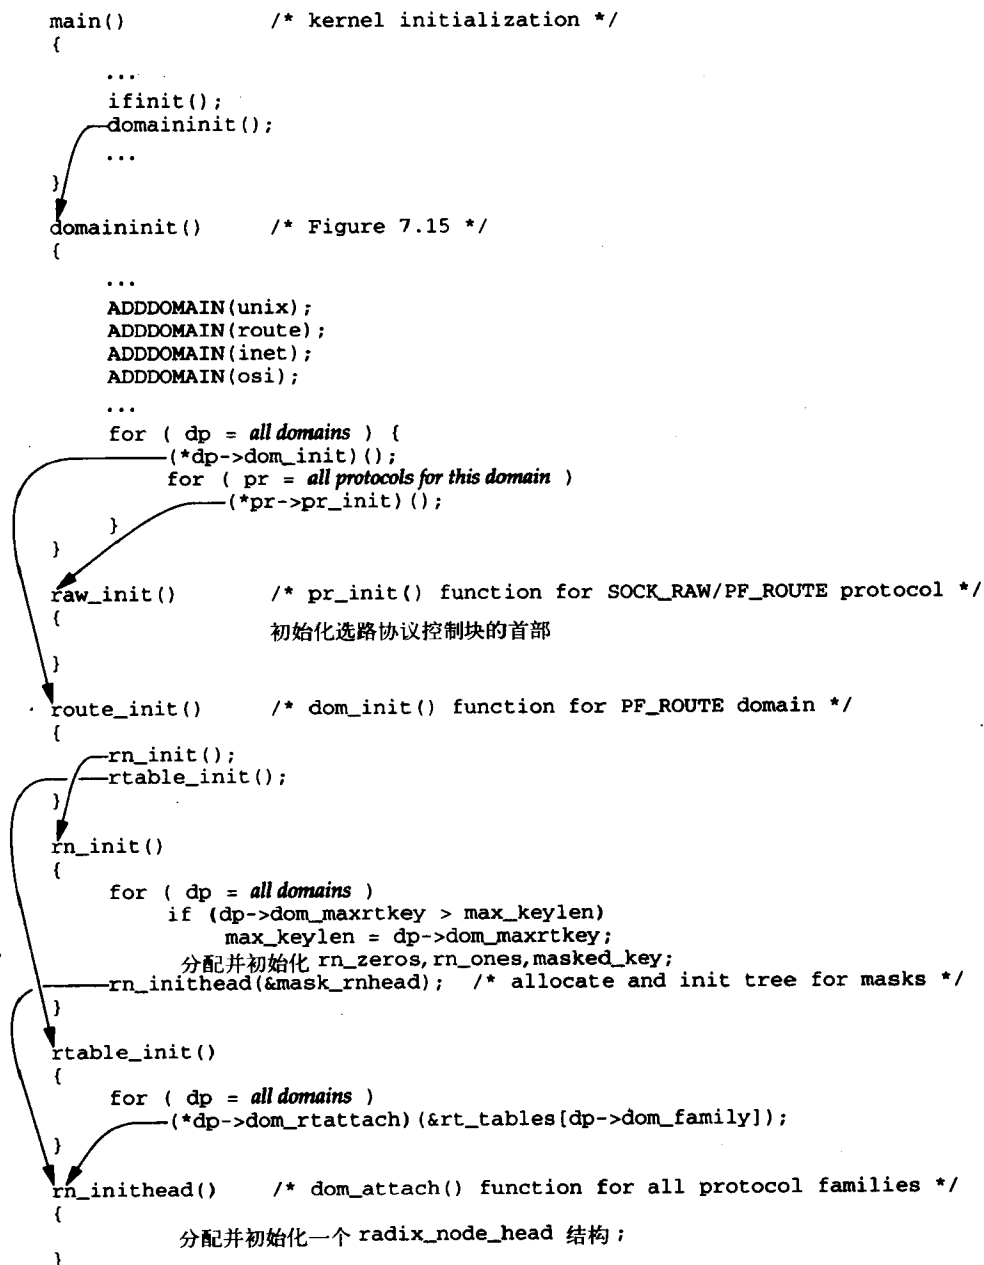 main() /* kernel initialization */
{
...
ifinit();
domaininit();
...
}
domaininit() /* Figure 7.15 */
{
...
ADDDOMAIN(unix);
ADDDOMAIN(route);
ADDDOMAIN(inet);
ADDDOMAIN(osi);
...
for ( dp = all domains ) {
(*dp->dom_init)();
for ( pr = all protocols for this domain )
(*pr->pr_init)();
}
}
raw_init() /* pr_init() function for SOCK_RAW/PF_ROUTE protocol */
{
初始化选路协议控制块的首部
}
route_init() /* dom_init() function for PF_ROUTE domain */
{
rn_init();
rtable_init();
}
rn_init()
{
for ( dp = all domains )
if (dp->dom_maxrtkey > max_keylen)
max_keylen = dp->dom_maxrtkey;
分配并初始化 rn_zeros,rn_ones,masked_key;
rn_inithead(&mask_rnhead); /* allocate and init tree for masks */
}
rtable_init()
{
for ( dp = all domains )
(*dp->dom_rtattach)(&rt_tables[dp->dom_family]);
}
rn_inithead() /* dom_attach() function for all protocol families */
{
分配并初始化一个 radix_node_head 结构;
}